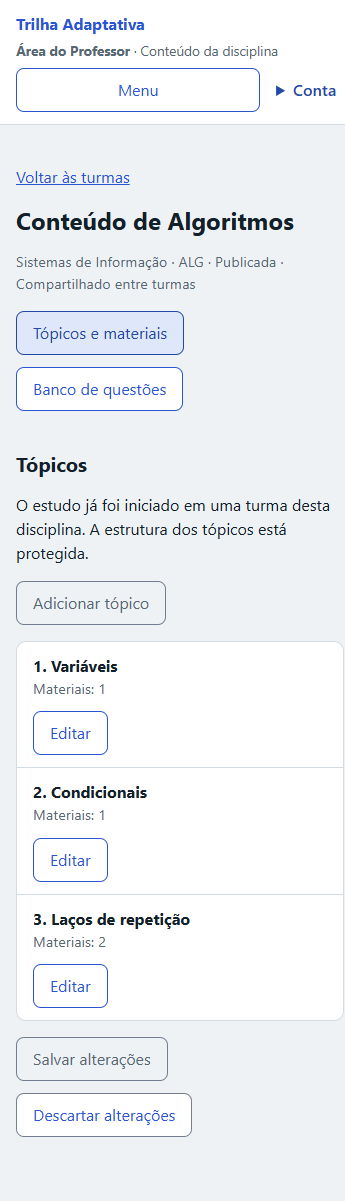 Trilha Adaptativa
Área do Professor · Conteúdo da disciplina
Menu
Conta
Voltar às turmas
Conteúdo de Algoritmos
Sistemas de Informação · ALG · Publicada ·
Compartilhado entre turmas
Tópicos e materiais
Banco de questões
Tópicos
O estudo já foi iniciado em uma turma desta
disciplina. A estrutura dos tópicos está
protegida.
Adicionar tópico
1. Variáveis
Materiais: 1
Editar
2. Condicionais
Materiais: 1
Editar
3. Laços de repetição
Materiais: 2
Editar
Salvar alterações
Descartar alterações